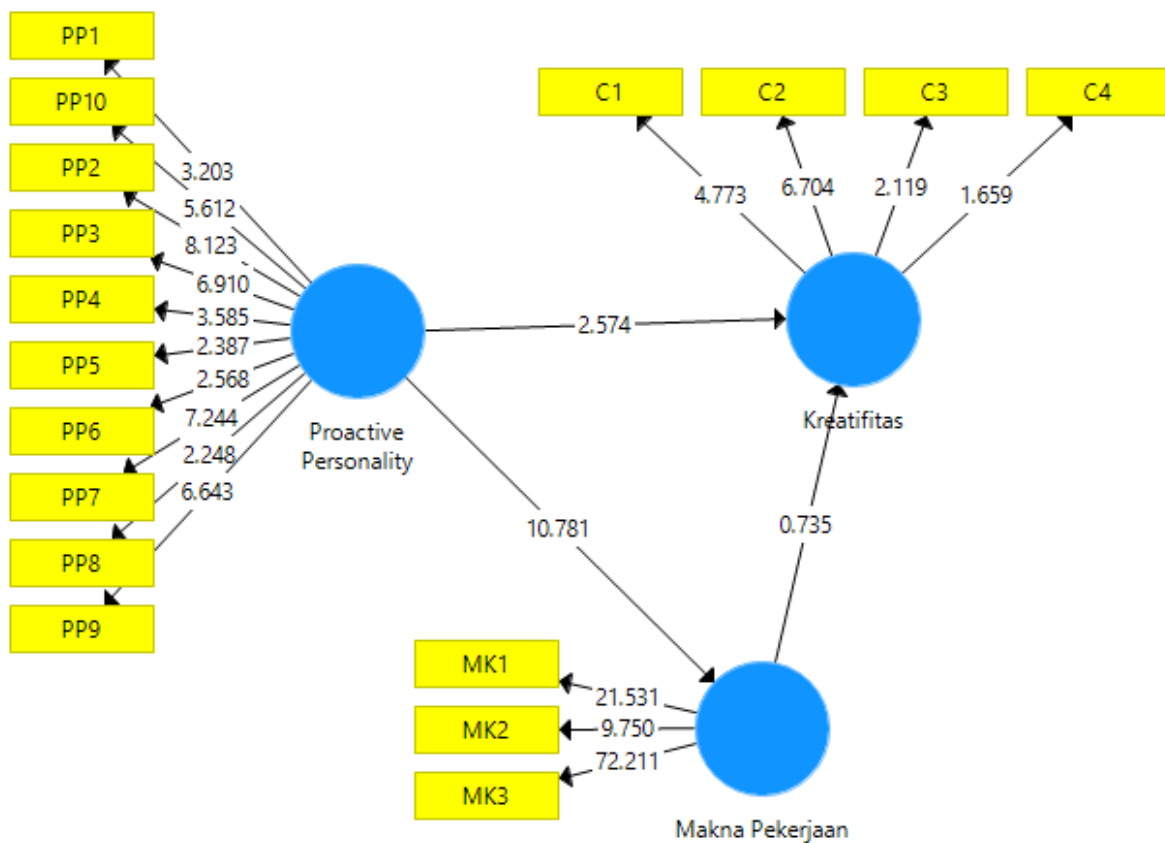 PP1
PP10
PP2
PP3
PP4
PP5
PP6
PP7
PP8
PP9
3.203
5.612
8.123
6.910
3.585
2.387
2.568
7.244
2.248
6.643
Proactive
Personality
C1
C2
C3
C4
4.773
6.704
2.119
1.659
2.574
Kreatifitas
10.781
0.735
MK1
MK2
MK3
21.531
9.750
72.211
Makna Pekerjaan